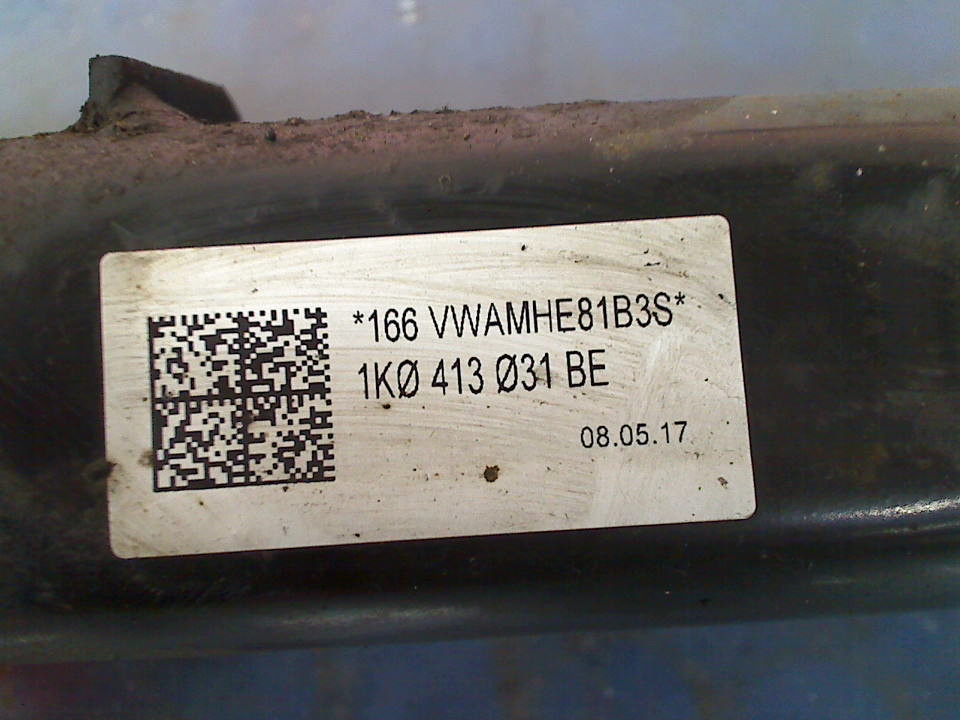 *166 VWAMHE81B3S*
1KØ 413 Ø31 BE
08.05.17